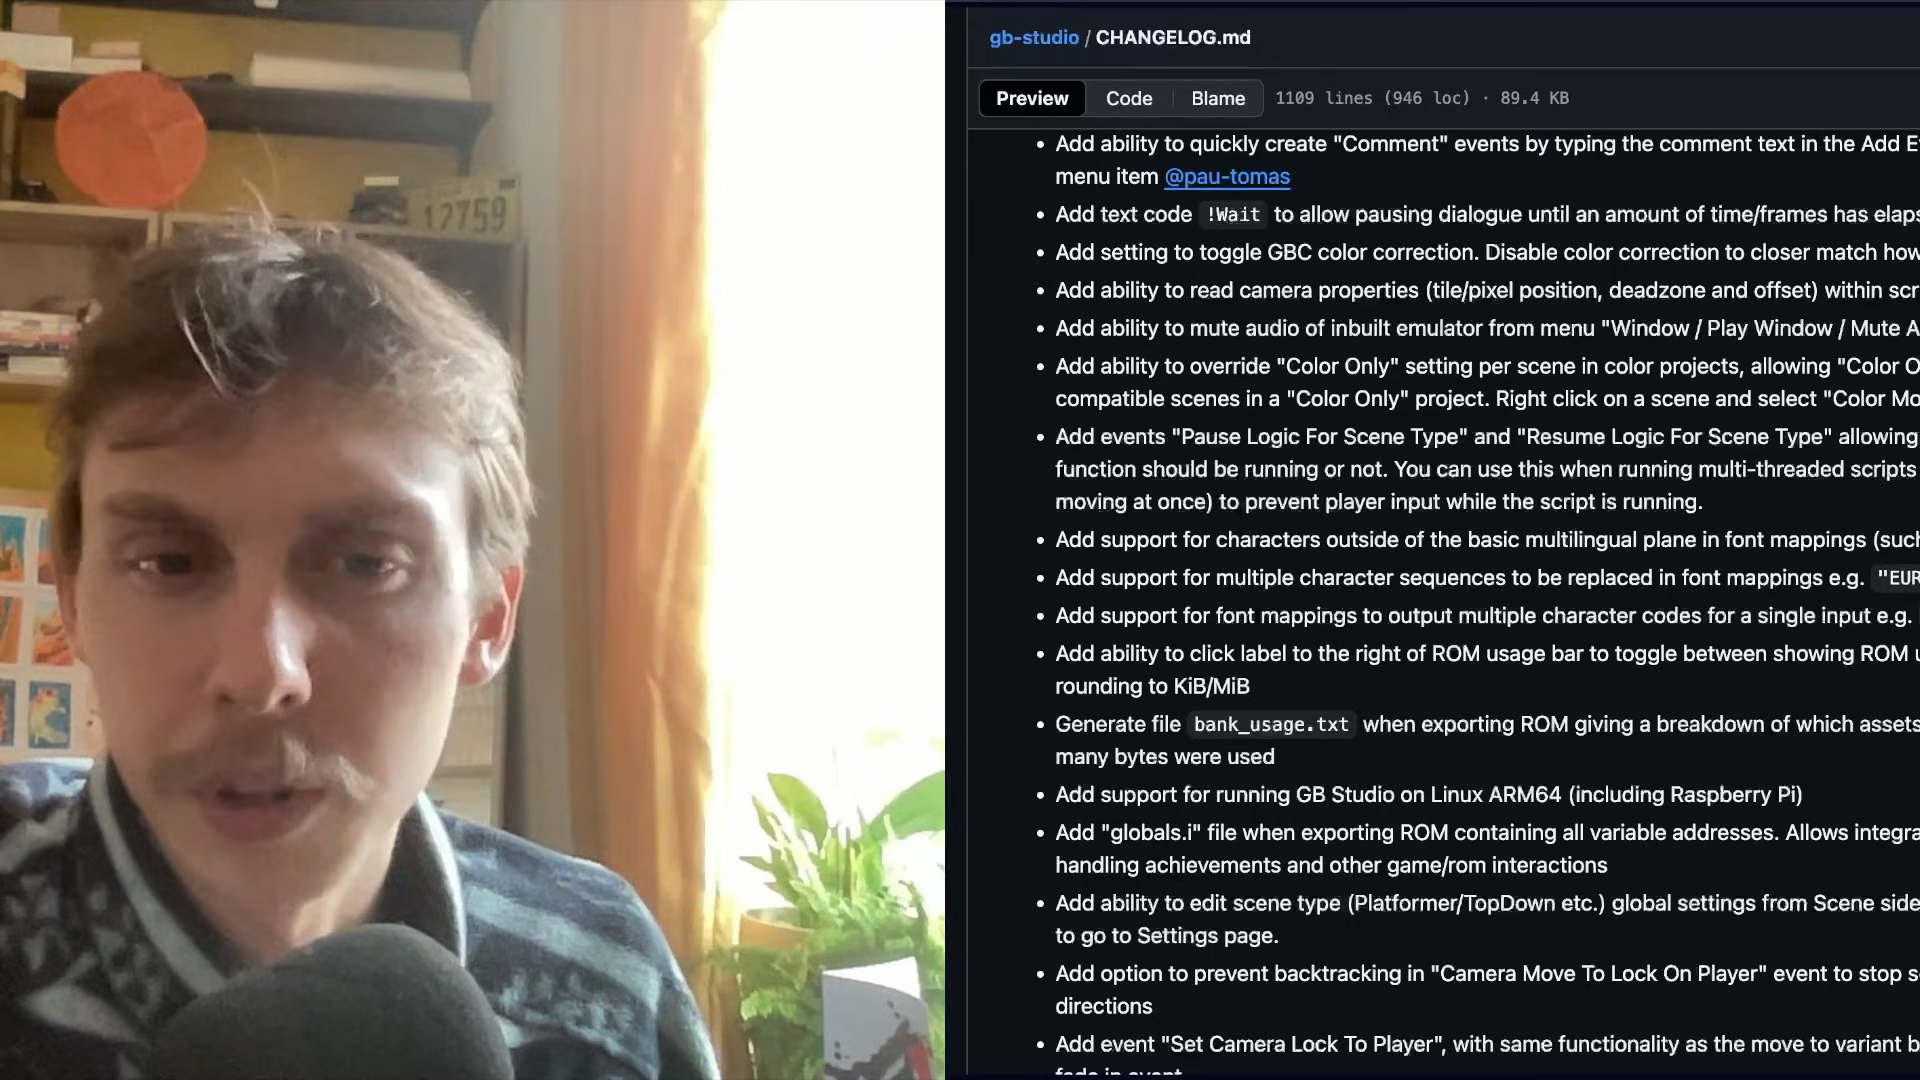 12759
gb-studio / CHANGELOG.md
Preview Code Blame 1109 lines (946 loc) · 89.4 KB
Add ability to quickly create "Comment" events by typing the comment text in the Add
menu item @pau-tomas
Add text code !Wait to allow pausing dialogue until an amount of time/frames has
Add setting to toggle GBC color correction. Disable color correction to closer match how
Add ability to read camera properties (tile/pixel position, deadzone and offset) within
Add ability to mute audio of inbuilt emulator from menu "Window / Play Window / Mute
Add ability to override "Color Only" setting per scene in color projects, allowing "Color
compatible scenes in a "Color Only" project. Right click on a scene and select "Color
Add events "Pause Logic For Scene Type" and "Resume Logic For Scene Type" allowing
function should be running or not. You can use this when running multi-threaded scripts
moving at once) to prevent player input while the script is running.
Add support for characters outside of the basic multilingual plane in font mappings (such
Add support for multiple character sequences to be replaced in font mappings e.g. "EUR
Add support for font mappings to output multiple character codes for a single input e.g.
Add ability to click label to the right of ROM usage bar to toggle between showing ROM
rounding to KiB/MiB
Generate file bank_usage.txt when exporting ROM giving a breakdown of which assets
many bytes were used
Add support for running GB Studio on Linux ARM64 (including Raspberry Pi)
Add "globals.i" file when exporting ROM containing all variable addresses. Allows
handling achievements and other game/rom interactions
Add ability to edit scene type (Platformer/TopDown etc.) global settings from Scene
to go to Settings page.
Add option to prevent backtracking in "Camera Move To Lock On Player" event to stop
directions
Add event "Set Camera Lock To Player", with same functionality as the move to variant
fade in event